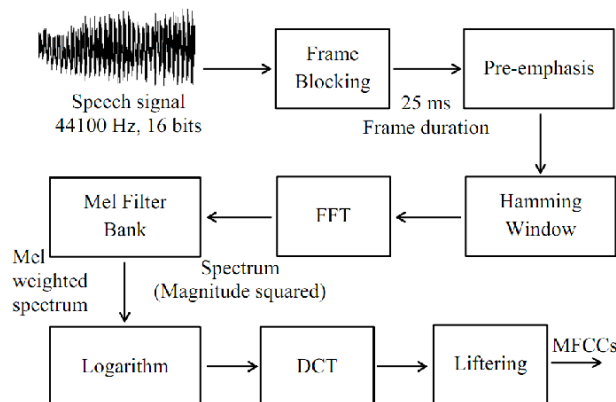 Frame
Blocking
Pre-emphasis
Speech signal
44100 Hz, 16 bits
25 ms
Frame duration
Mel Filter
Bank
FFT
Hamming
Window
Mel
weighted
spectrum
Spectrum
(Magnitude squared)
Logarithm
DCT
Liftering
MFCCs